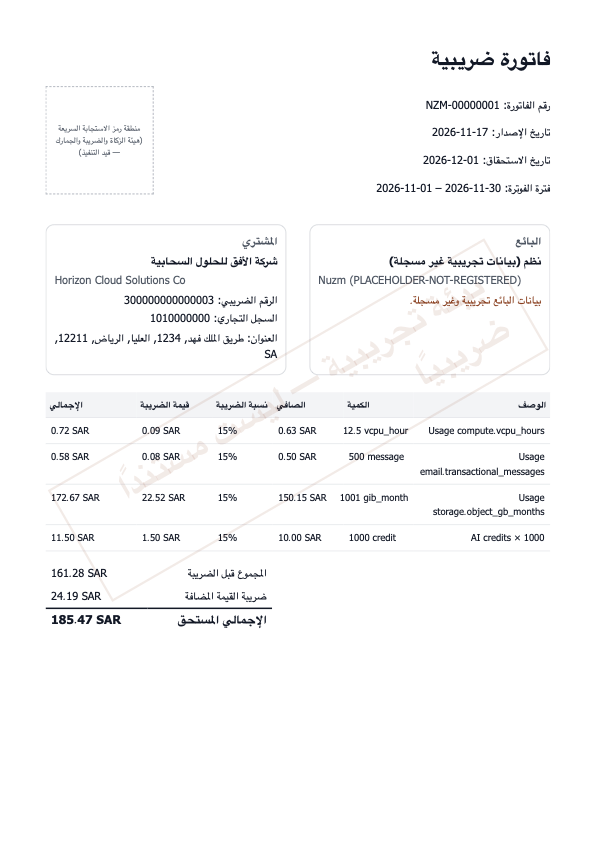 فاتورة ضريبية
رقم الفاتورة: NZM-00000001
تاريخ الإصدار: 2026-11-17
تاريخ الاستحقاق: 2026-12-01
فترة الفوترة: 2026-11-01 – 2026-11-30
منطقة رمز الاستجابة السريعة
(هيئة الزكاة والضريبة والجمارك
— قيد التنفيذ)
البائع
نظم (بيانات تجريبية غير مسجلة)
Nuzm (PLACEHOLDER-NOT-REGISTERED)
بيانات البائع تجريبية وغير مسجلة.
المشتري
شركة الأفق للحلول السحابية
Horizon Cloud Solutions Co
الرقم الضريبي: 300000000000003
السجل التجاري: 1010000000
العنوان: طريق الملك فهد, 1234, العليا, الرياض, 12211,
SA
بيئة تجريبية — ليست مستندًا
ضريبيًا
الوصف الكمية الصافي نسبة الضريبة قيمة الضريبة الإجمالي
Usage compute.vcpu_hours 12.5 vcpu_hour 0.63 SAR 15% 0.09 SAR 0.72 SAR
Usage 500 message 0.50 SAR 15% 0.08 SAR 0.58 SAR
email.transactional_messages
Usage 1001 gib_month 150.15 SAR 15% 22.52 SAR 172.67 SAR
storage.object_gb_months
AI credits × 1000 1000 credit 10.00 SAR 15% 1.50 SAR 11.50 SAR
المجموع قبل الضريبة 161.28 SAR
ضريبة القيمة المضافة 24.19 SAR
الإجمالي المستحق 185.47 SAR